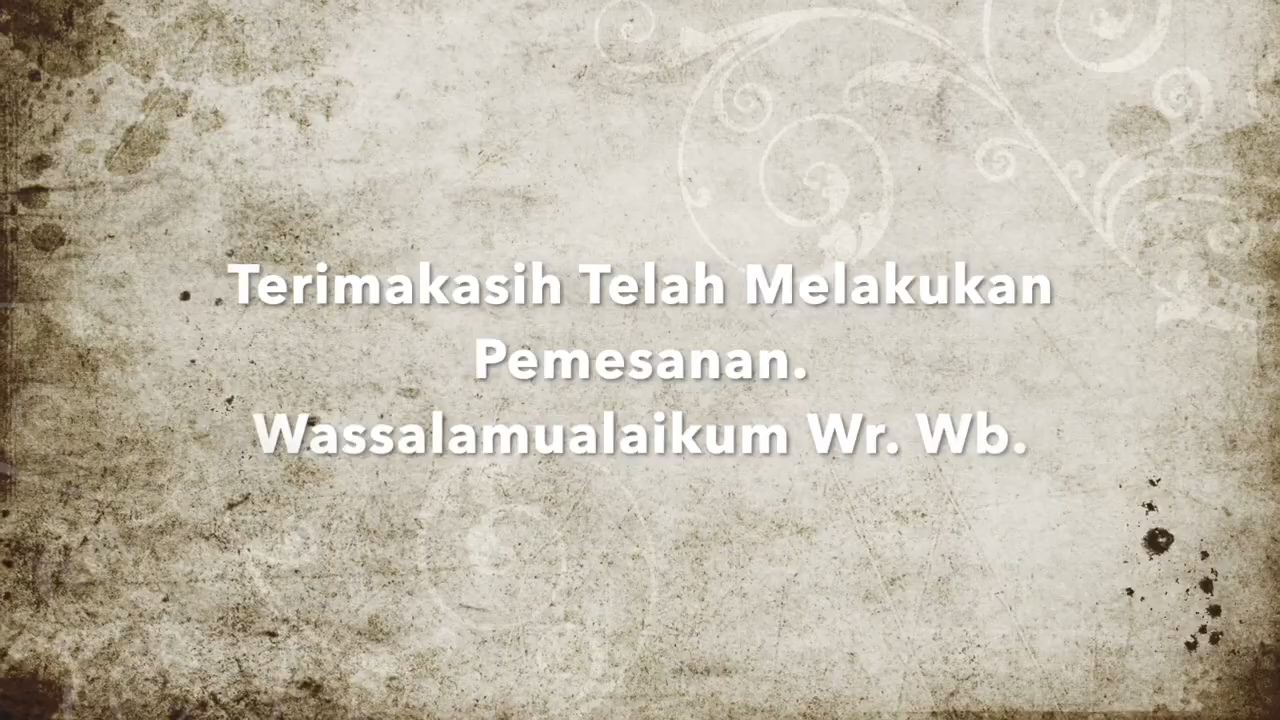 Terimakasih Telah Melakukan
Pemesanan.
Wassalamualaikum Wr. Wb.